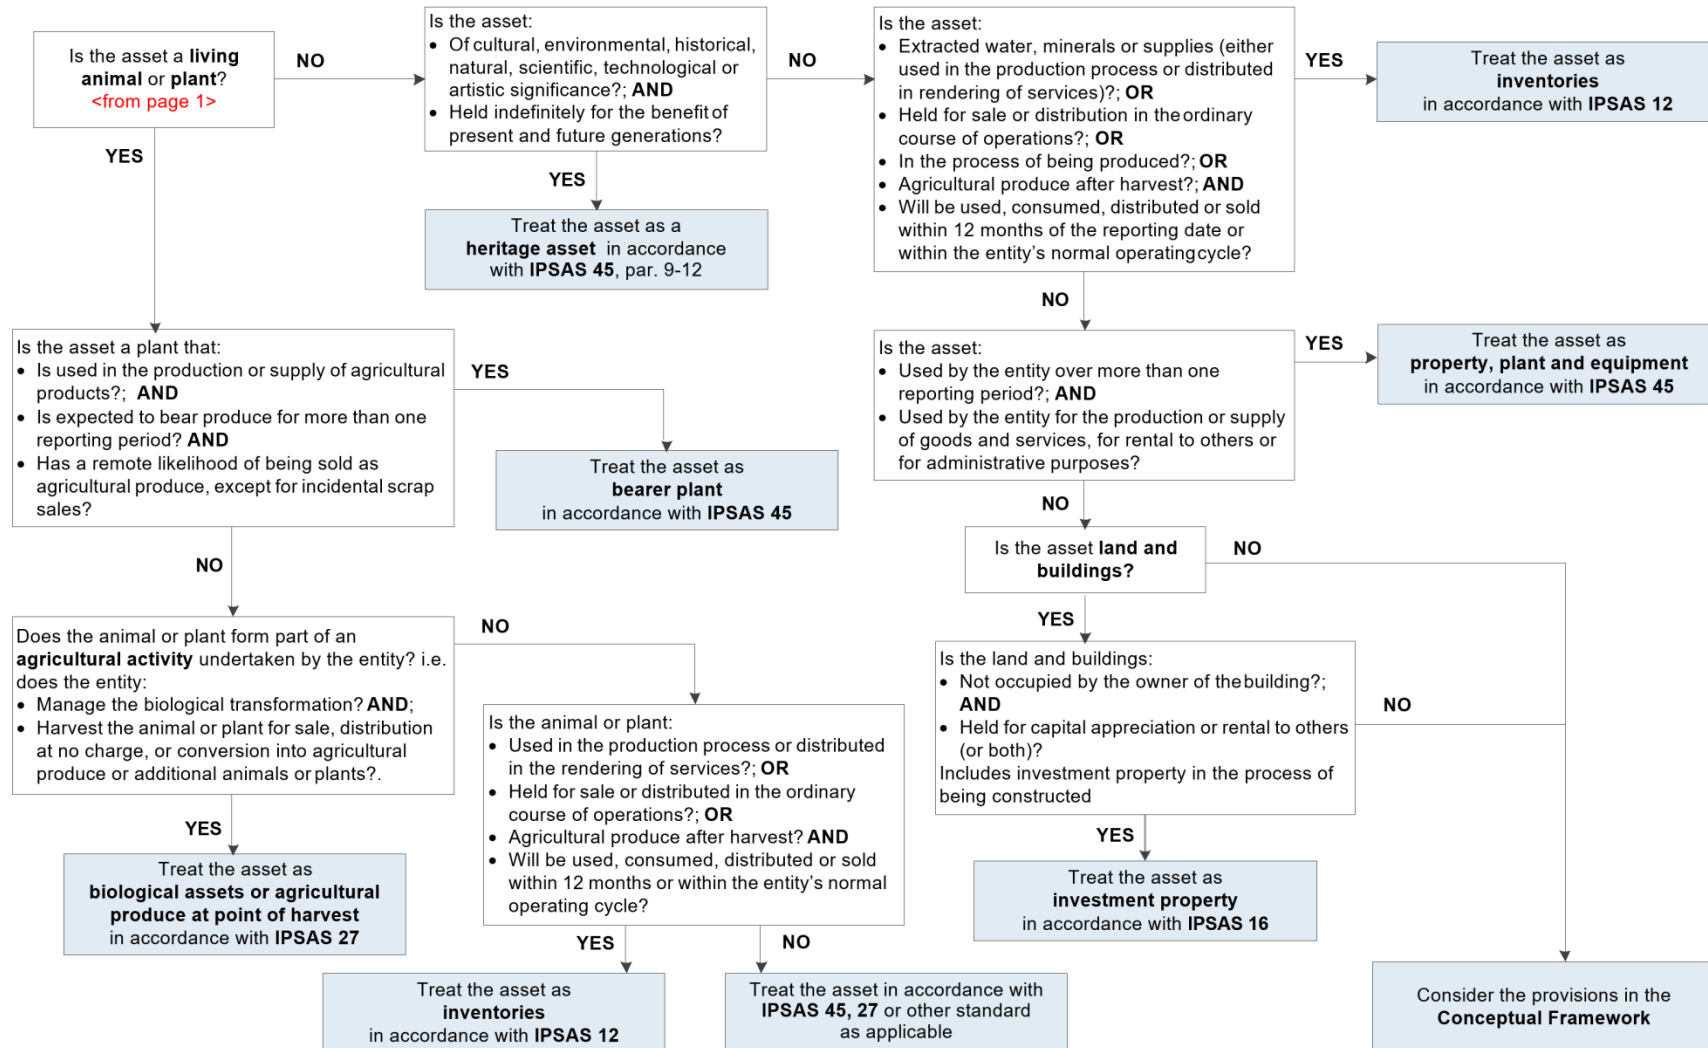 Is the asset a living
animal or plant?
<from page 1>
NO
Is the asset:
• Of cultural, environmental, historical,
natural, scientific, technological or
artistic significance?; AND
• Held indefinitely for the benefit of
present and future generations?
NO
Is the asset:
• Extracted water, minerals or supplies (either
used in the production process or distributed
in rendering of services)?; OR
• Held for sale or distribution in the ordinary
course of operations?; OR
• In the process of being produced?; OR
• Agricultural produce after harvest?; AND
• Will be used, consumed, distributed or sold
within 12 months of the reporting date or
within the entity's normal operating cycle?
YES
Treat the asset as
inventories
in accordance with IPSAS 12
YES
YES
Treat the asset as a
heritage asset in accordance
with IPSAS 45, par. 9-12
NO
Is the asset a plant that:
• Is used in the production or supply of agricultural
products?; AND
• Is expected to bear produce for more than one
reporting period? AND
• Has a remote likelihood of being sold as
agricultural produce, except for incidental scrap
sales?
YES
Treat the asset as
bearer plant
in accordance with IPSAS 45
Is the asset:
• Used by the entity over more than one
reporting period?; AND
• Used by the entity for the production or supply
of goods and services, for rental to others or
for administrative purposes?
YES
Treat the asset as
property, plant and equipment
in accordance with IPSAS 45
NO
NO
Is the asset land and
buildings?
NO
YES
Does the animal or plant form part of an
agricultural activity undertaken by the entity? i.e.
does the entity:
• Manage the biological transformation? AND;
• Harvest the animal or plant for sale, distribution
at no charge, or conversion into agricultural
produce or additional animals or plants?.
NO
Is the animal or plant:
• Used in the production process or distributed
in the rendering of services?; OR
• Held for sale or distributed in the ordinary
course of operations?; OR
• Agricultural produce after harvest? AND
• Will be used, consumed, distributed or sold
within 12 months or within the entity's normal
operating cycle?
Is the land and buildings:
• Not occupied by the owner of the building?;
AND
• Held for capital appreciation or rental to others
(or both)?
Includes investment property in the process of
being constructed
NO
YES
Treat the asset as
biological assets or agricultural
produce at point of harvest
in accordance with IPSAS 27
YES
Treat the asset as
investment property
in accordance with IPSAS 16
YES
NO
Treat the asset as
inventories
in accordance with IPSAS 12
Treat the asset in accordance with
IPSAS 45, 27 or other standard
as applicable
Consider the provisions in the
Conceptual Framework